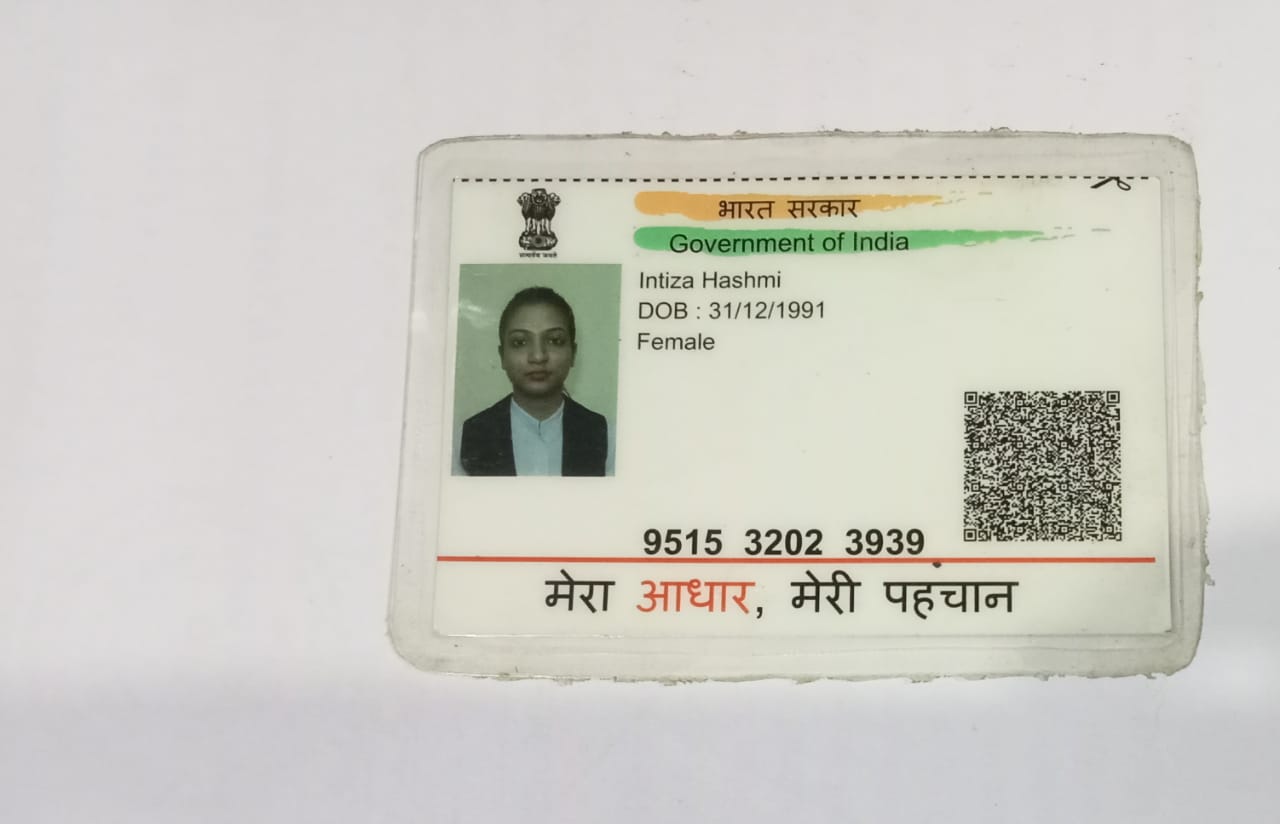 भारत सरकार
Government of India
सत्यमेव जयते
Intiza Hashmi
DOB : 31/12/1991
Female
9515 3202 3939
मेरा आधार, मेरी पहचान